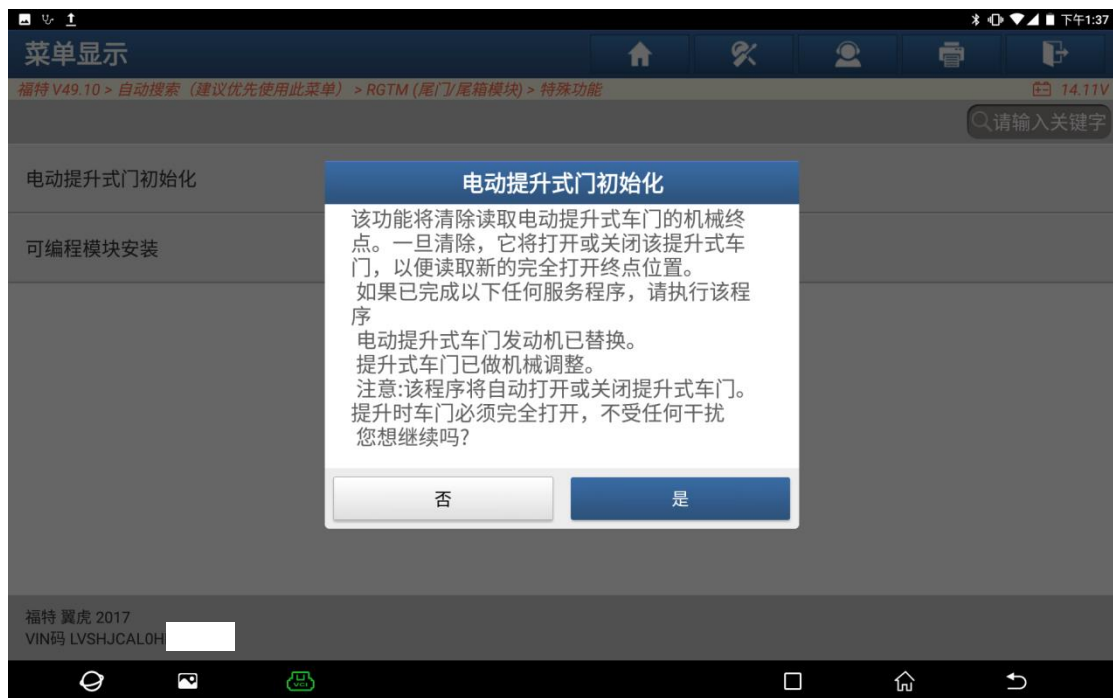 下午1:37
菜单显示
福特 V49.10 > 自动搜索（建议优先使用此菜单）> RGTM (尾门/尾箱模块) > 特殊功能
14.11V
请输入关键字
电动提升式门初始化
可编程模块安装
电动提升式门初始化
该功能将清除读取电动提升式车门的机械终
点。一旦清除，它将打开或关闭该提升式车
门，以便读取新的完全打开终点位置。
如果已完成以下任何服务程序，请执行该程
序
电动提升式车门发动机已替换。
提升式车门已做机械调整。
注意:该程序将自动打开或关闭提升式车门。
提升时车门必须完全打开，不受任何干扰
您想继续吗?
否
是
福特 翼虎 2017
VIN码 LVSHJCAL0H
VCI